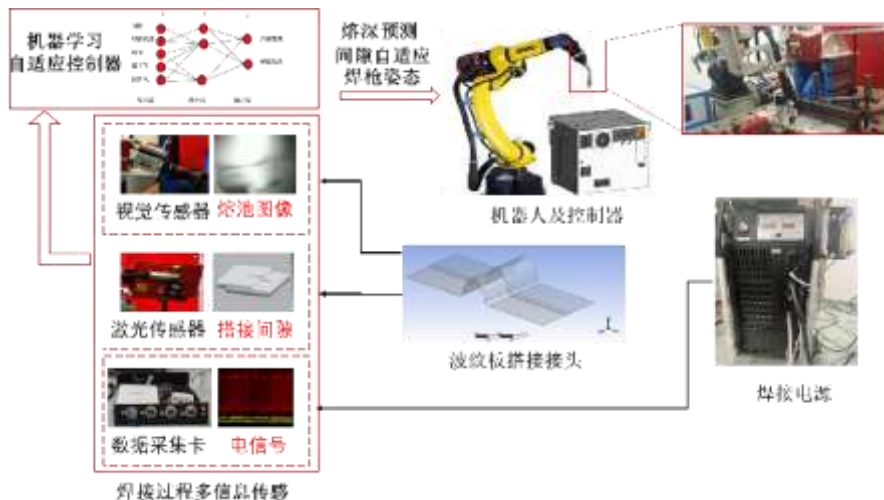 机器学习
自适应控制器
熔深预测
间隙自适应
焊枪姿态
机器人及控制器
视觉传感器
熔池图像
激光传感器
搭接间隙
数据采集卡
电信号
焊接过程多信息传感
波纹板搭接接头
焊接电源